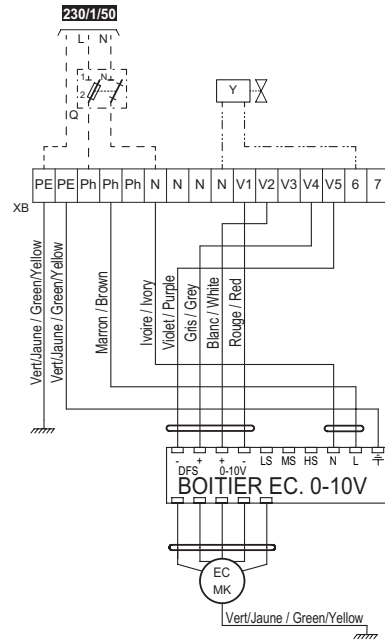 230/1/50
L N
1 N
2
Q
Y
PE PE Ph Ph Ph N N N N V1 V2 V3 V4 V5 6 7
XB
Vert/Jaune / Green/Yellow
Vert/Jaune / Green/Yellow
Marron / Brown
Ivoire / Ivory
Violet / Purple
Gris / Grey
Blanc / White
Rouge / Red
- + + - LS MS HS N L
DFS 0-10V
BOITIER EC. 0-10V
EC
MK
Vert/Jaune / Green/Yellow